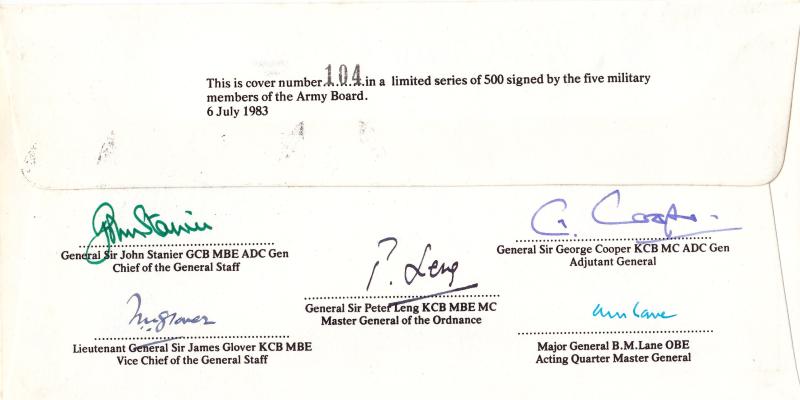 This is cover number 104 in a limited series of 500 signed by the five military
members of the Army Board.
6 July 1983
John Stanier
General Sir John Stanier GCB MBE ADC Gen
Chief of the General Staff
G. Cooper
General Sir George Cooper KCB MC ADC Gen
Adjutant General
P. Leng
General Sir Peter Leng KCB MBE MC
Master General of the Ordnance
Lieutenant General Sir James Glover KCB MBE
Vice Chief of the General Staff
Major General B.M.Lane OBE
Acting Quarter Master General